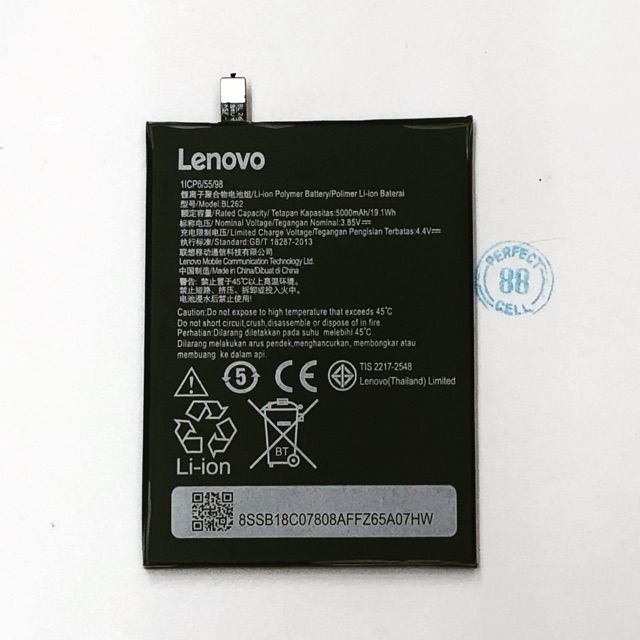 Lenovo
1ICP6/55/98
锂离子聚合物电池组/Li-ion Polymer Battery/Polimer Li-ion Baterai
型号/Model: BL262
额定容量/Rated Capacity/ Tetapan Kapasitas:5000mAh/19.1Wh
标称电压/ Nominal Voltage/Tegangan Nominal:3.85V⎓
充电限制电压/ Limited Charge Voltage/Tegangan Pengisian Terbatas:4.4V⎓
执行标准/Standard:GB/T 18287-2013
联想移动通信科技有限公司
Lenovo Mobile Communication Technology Ltd.
中国制造/Made in China/Dibuat di China
警告: 禁止置于45℃以上高温环境。
禁止短路、挤压、拆卸或投入火中。
电池浸水后禁止使用!
Caution:Do not expose to high temperature that exceeds 45℃
Do not short circuit,crush,disassemble or dispose of in fire.
Perhatian:Dilarang diletakkan pada suhu melebihi 45℃.
Dilarang melakukan arus pendek,menghancurkan, membongkar atau
membuang ke dalam api.
5
CE
TIS 2217-2548
Lenovo(Thailand) Limited
Li-ion
BT
8SSB18C07808AFFZ65A07HW
PERFECT
88
CELL